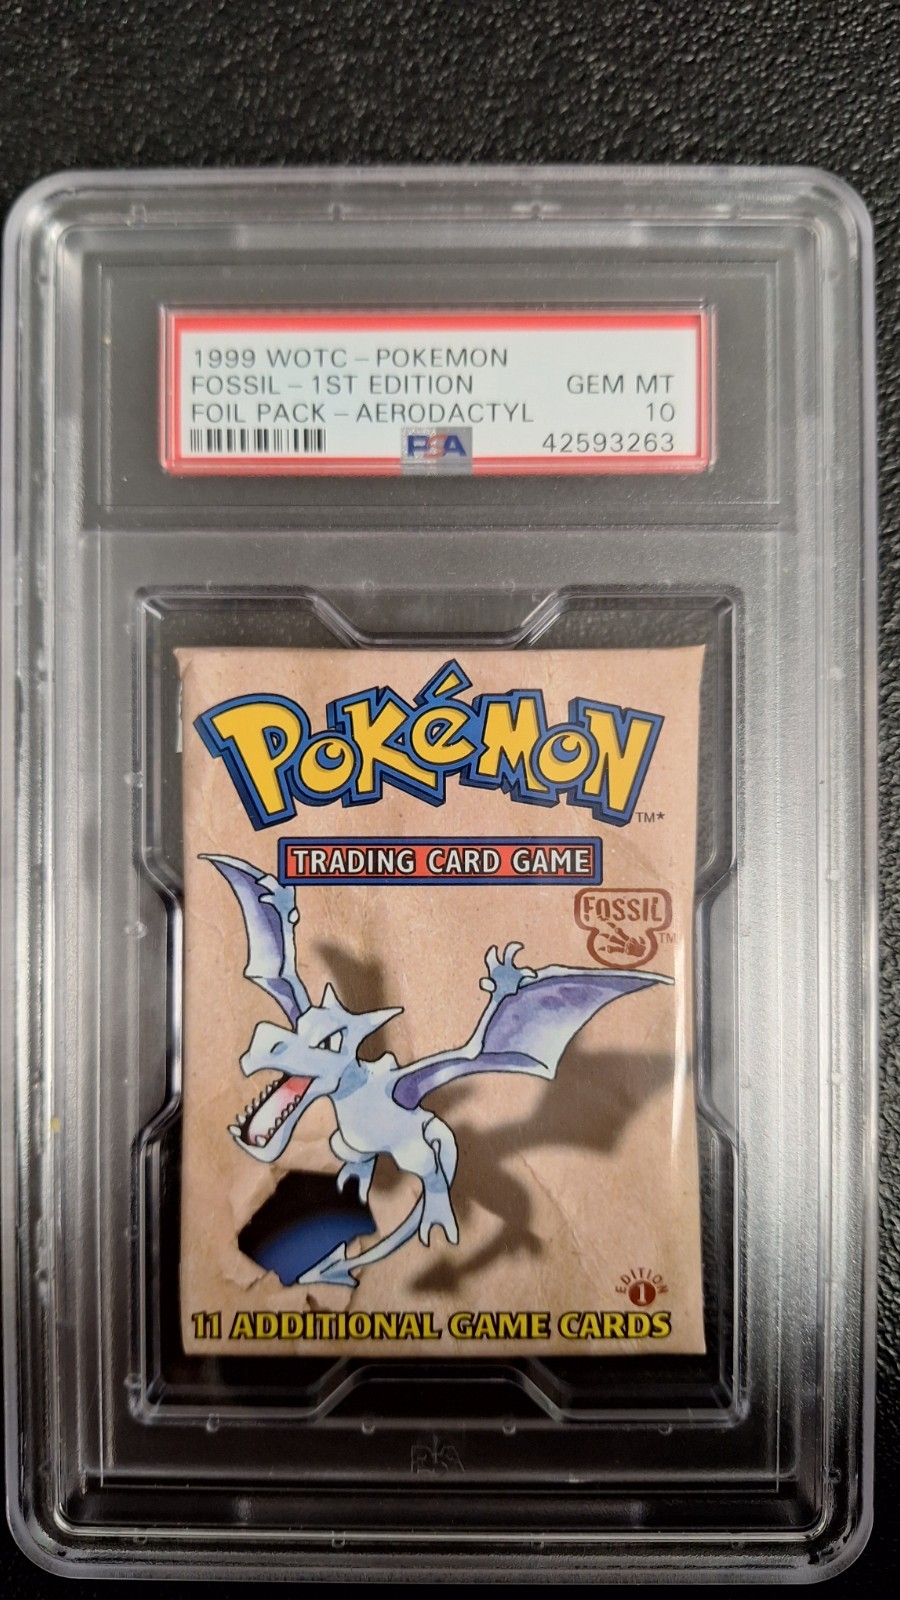 1999 WOTC – POKEMON
FOSSIL – 1ST EDITION GEM MT
FOIL PACK – AERODACTYL 10
PSA 42593263
POKéMON
TM*
TRADING CARD GAME
FOSSIL
TM
EDITION
1
11 ADDITIONAL GAME CARDS
PSA